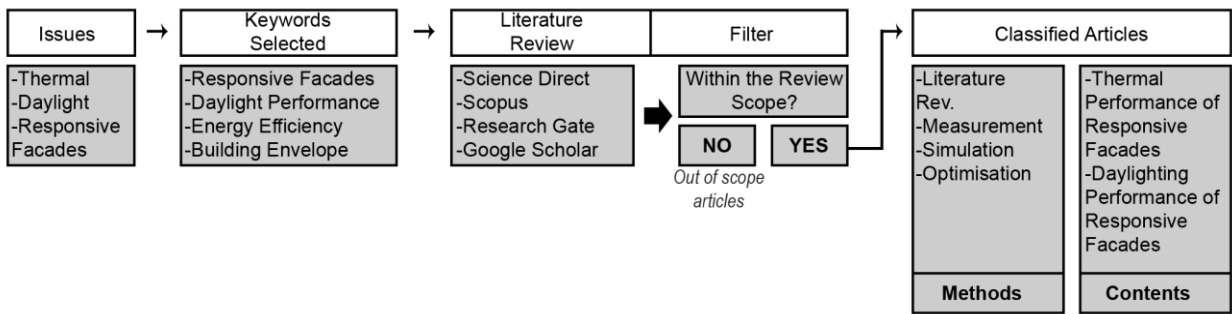 Issues
-Thermal
-Daylight
-Responsive
Facades
Keywords
Selected
-Responsive Facades
-Daylight Performance
-Energy Efficiency
-Building Envelope
Literature
Review
-Science Direct
-Scopus
-Research Gate
-Google Scholar
Filter
Within the Review
Scope?
NO
YES
Out of scope
articles
Classified Articles
-Literature
Rev.
-Measurement
-Simulation
-Optimisation
Methods
-Thermal
Performance of
Responsive
Facades
-Daylighting
Performance of
Responsive
Facades
Contents